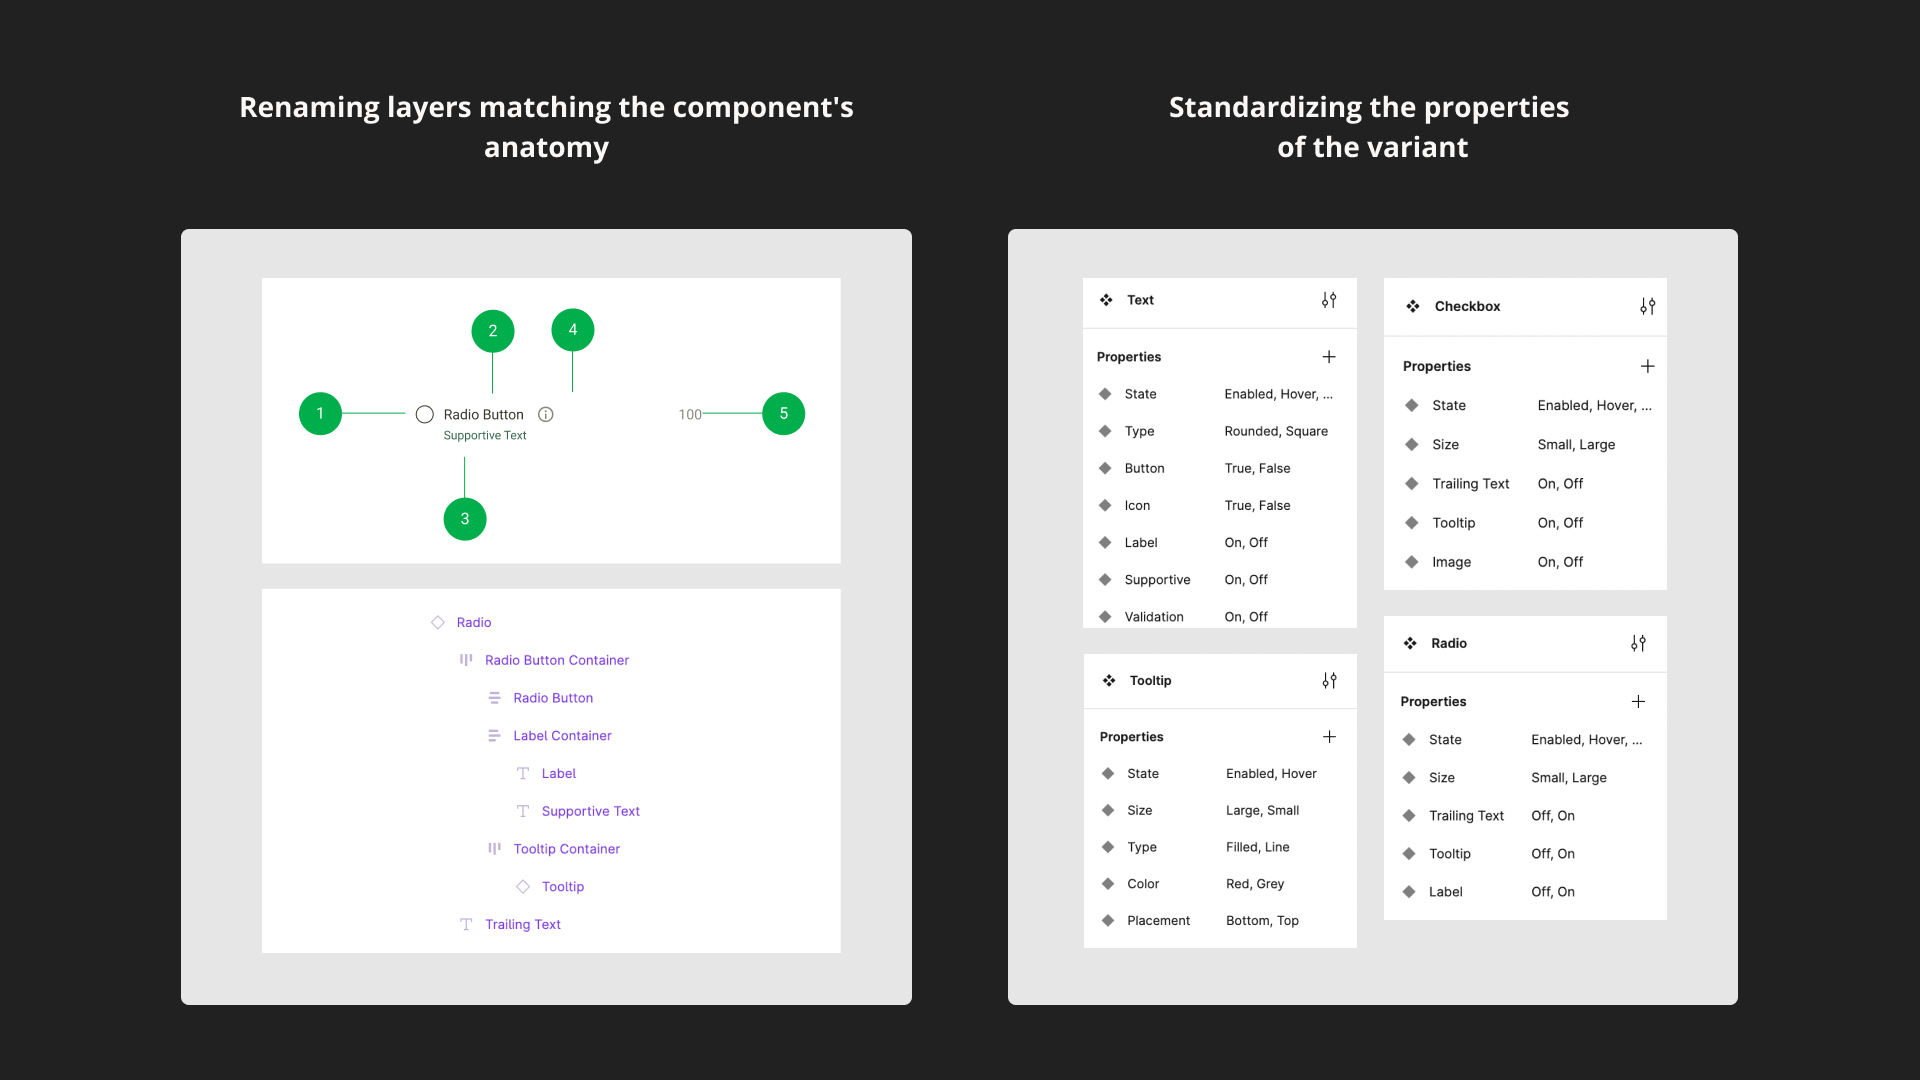 Renaming layers matching the component's
anatomy
2
4
1
Radio Button
100
5
Supportive Text
3
Radio
Radio Button Container
Radio Button
Label Container
Label
Supportive Text
Tooltip Container
Tooltip
Trailing Text
Standardizing the properties
of the variant
Text
Properties
State Enabled, Hover, ...
Type Rounded, Square
Button True, False
Icon True, False
Label On, Off
Supportive On, Off
Validation On, Off
Tooltip
Properties
State Enabled, Hover
Size Large, Small
Type Filled, Line
Color Red, Grey
Placement Bottom, Top
Checkbox
Properties
State Enabled, Hover, ...
Size Small, Large
Trailing Text On, Off
Tooltip On, Off
Image On, Off
Radio
Properties
State Enabled, Hover, ...
Size Small, Large
Trailing Text Off, On
Tooltip Off, On
Label Off, On